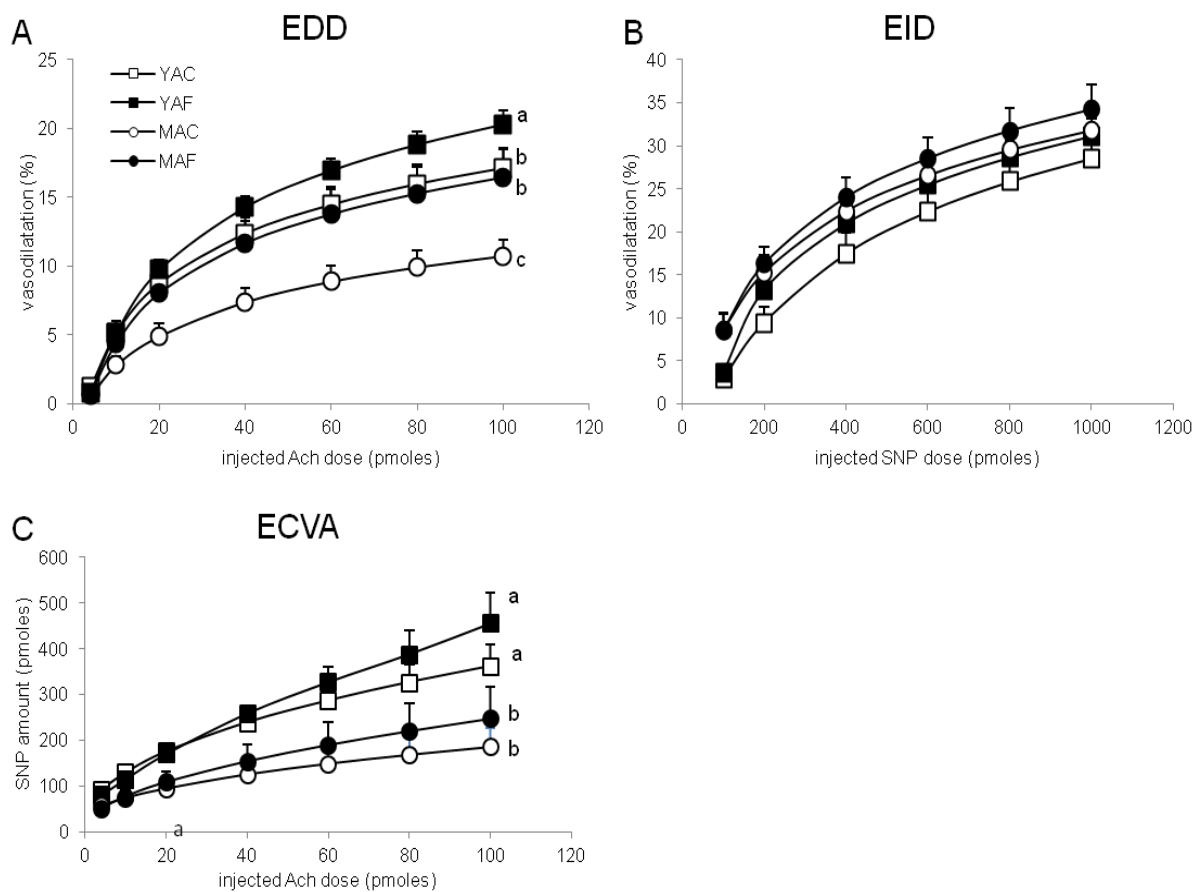 A
EDD
25
20
15
10
5
0
vasodilatation (%)
YAC
YAF
MAC
MAF
a
b
b
c
0 20 40 60 80 100 120
injected Ach dose (pmoles)
B
EID
40
35
30
25
20
15
10
5
0
vasodilatation (%)
0 200 400 600 800 1000 1200
injected SNP dose (pmoles)
C
ECVA
600
500
400
300
200
100
0
SNP amount (pmoles)
a
a
b
b
a
0 20 40 60 80 100 120
injected Ach dose (pmoles)